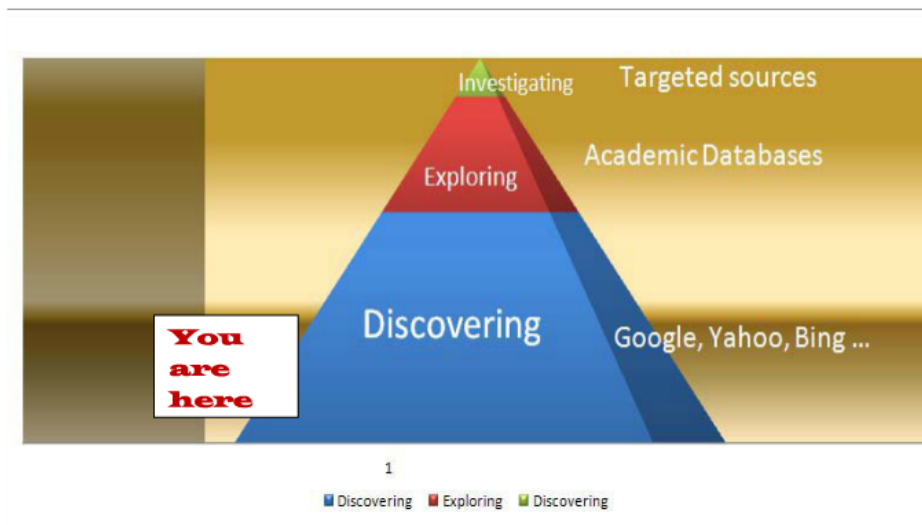 Investigating
Targeted sources
Exploring
Academic Databases
Discovering
Google, Yahoo, Bing ...
You
are
here
1
Discovering Exploring Discovering